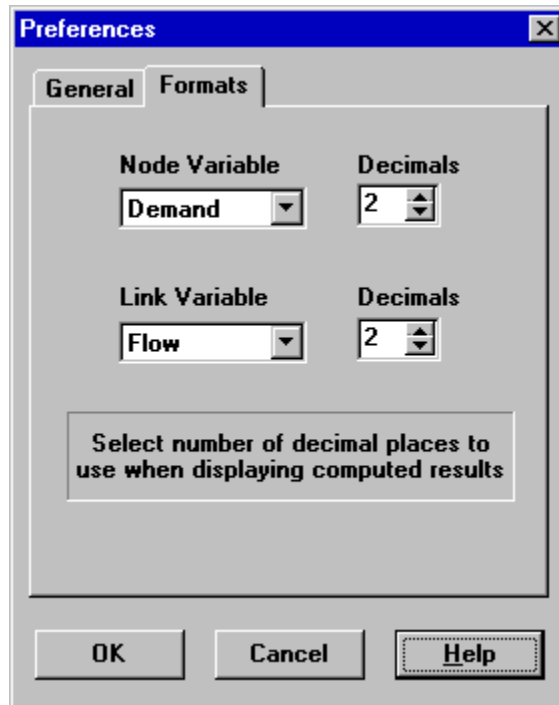 Preferences
General Formats
Node Variable Decimals
Demand 2
Link Variable Decimals
Flow 2
Select number of decimal places to
use when displaying computed results
OK Cancel Help